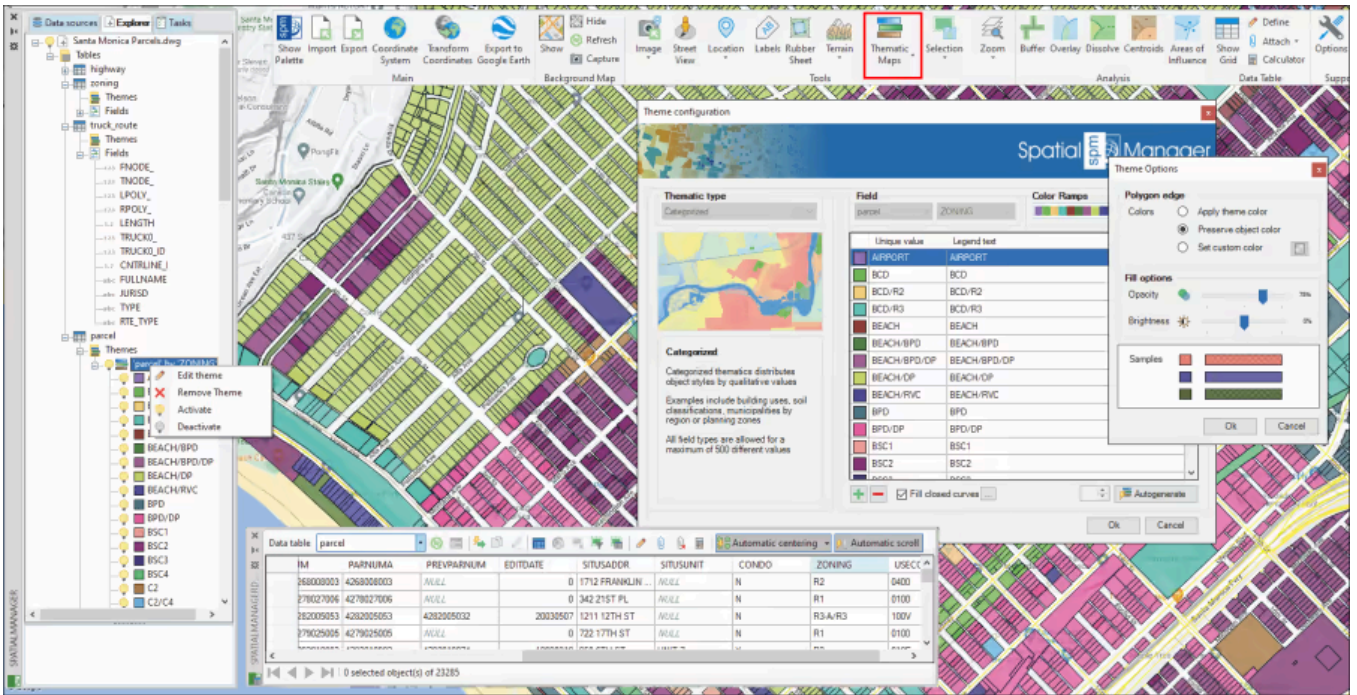 Data sources
Explorer
Tasks
Santa Monica Parcels.dwg
Tables
highway
zoning
Themes
Fields
truck_route
Themes
Fields
FNODE_
TNODE_
LPOLY_
RPOLY_
LENGTH
TRUCK0_
TRUCK0_ID
CNTRLINE_I
FULLNAME
JURISD
TYPE
RTE_TYPE
parcel
Themes
'parcel' by 'ZONING'
Edit theme
Remove Theme
Activate
Deactivate
BEACH/BPD
BEACH/BPD/DP
BEACH/DP
BEACH/RVC
BPD
BPD/DP
BSC1
BSC2
BSC3
BSC4
C2
C2/C4
SPATIALMANAGER
Show Palette
Import
Export
Coordinate System
Transform Coordinates
Export to Google Earth
Main
Show
Hide
Refresh
Capture
Background Map
Image
Street View
Location
Labels
Rubber Sheet
Terrain
Thematic Maps
Selection
Zoom
Tools
Buffer
Overlay
Dissolve
Centroids
Areas of Influence
Analysis
Show Grid
Define
Attach
Calculator
Data Table
Options
Supp
Theme configuration
Spatial spm Manager
Thematic type
Categorized
Field
parcel
ZONING
Color Ramps
Unique value
Legend text
AIRPORT AIRPORT
BCD BCD
BCD/R2 BCD/R2
BCD/R3 BCD/R3
BEACH BEACH
BEACH/BPD BEACH/BPD
BEACH/BPD/DP BEACH/BPD/DP
BEACH/DP BEACH/DP
BEACH/RVC BEACH/RVC
BPD BPD
BPD/DP BPD/DP
BSC1 BSC1
BSC2 BSC2
Categorized
Categorized thematics distributes
object styles by qualitative values
Examples include building uses, soil
classifications, municipalities by
region or planning zones
All field types are allowed for a
maximum of 500 different values
Fill closed curves
...
Autogenerate
Ok
Cancel
Theme Options
Polygon edge
Colors
Apply theme color
Preserve object color
Set custom color
Fill options
Opacity
Brightness
0%
Samples
Ok
Cancel
Data table
parcel
Automatic centering
Automatic scroll
IM PARNUMA PREVPARNUM EDITDATE SITUSADDR SITUSUNIT CONDO ZONING USECC
268008003 4268008003 NULL 0 1712 FRANKLIN ... NULL N R2 0400
278027006 4278027006 NULL 0 342 21ST PL NULL N R1 0100
282005053 4282005053 4282005032 20030507 1211 12TH ST NULL N R3-A/R3 100V
279025005 4279025005 NULL 0 722 17TH ST NULL N R1 0100
0 selected object(s) of 23285